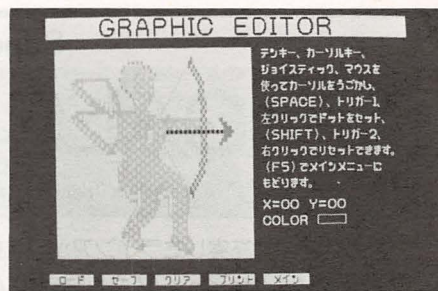 GRAPHIC EDITOR
テンキー、カーソルキー、
ジョイスティック、マウスを
使ってカーソルをうごかし、
(SPACE)、トリガー1、
左クリックでドットをセット、
(SHIFT)、トリガー2、
右クリックでリセットできます。
(F5)でメインメニューに
もどります。
X=00 Y=00
COLOR
ロード セーブ クリア プリント メイン